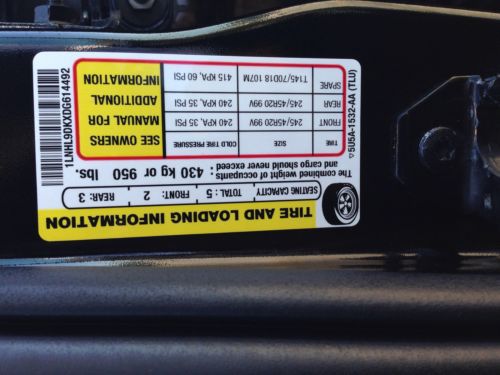 TIRE AND LOADING INFORMATION
SEATING CAPACITY TOTAL : 5 FRONT: 2 REAR: 3
The combined weight of occupants and cargo should never exceed 430 kg or 950 lbs.
TIRE SIZE COLD TIRE PRESSURE
FRONT 245/45R20 99V 240 KPA, 35 PSI
REAR 245/45R20 99V 240 KPA, 35 PSI
SPARE T145/70D18 107M 415 KPA, 60 PSI
SEE OWNERS
MANUAL FOR
ADDITIONAL
INFORMATION
5U5A-1532-AA (TLU)
1LNHL9DKXDG614492